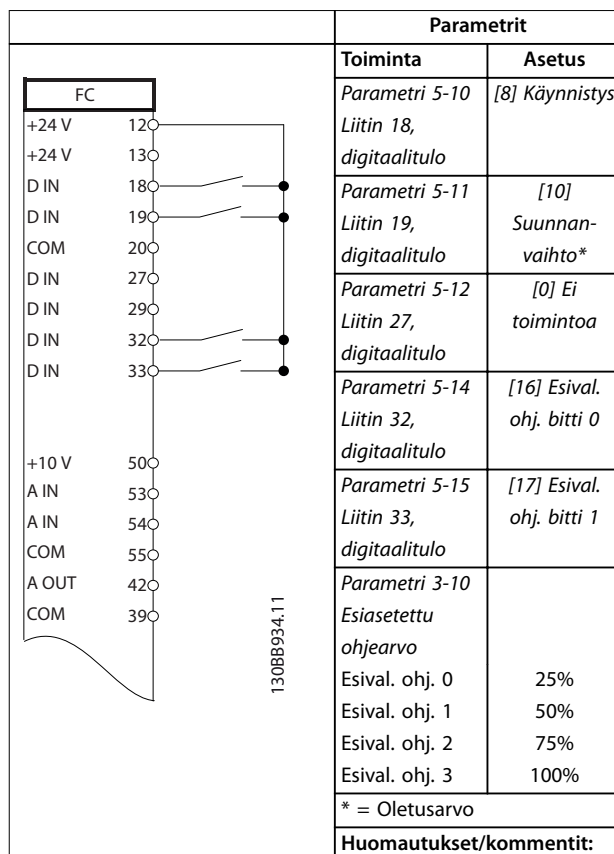 FC
+24 V 12
+24 V 13
D IN 18
D IN 19
COM 20
D IN 27
D IN 29
D IN 32
D IN 33
+10 V 50
A IN 53
A IN 54
COM 55
A OUT 42
COM 39
130BB934.11
Parametrit
Toiminta Asetus
Parametri 5-10 [8] Käynnistys
Liitin 18,
digitaalitulo
Parametri 5-11 [10]
Liitin 19, Suunnan-
digitaalitulo vaihto*
Parametri 5-12 [0] Ei
Liitin 27, toimintoa
digitaalitulo
Parametri 5-14 [16] Esival.
Liitin 32, ohj. bitti 0
digitaalitulo
Parametri 5-15 [17] Esival.
Liitin 33, ohj. bitti 1
digitaalitulo
Parametri 3-10
Esiasetettu
ohjearvo
Esival. ohj. 0 25%
Esival. ohj. 1 50%
Esival. ohj. 2 75%
Esival. ohj. 3 100%
* = Oletusarvo
Huomautukset/kommentit: